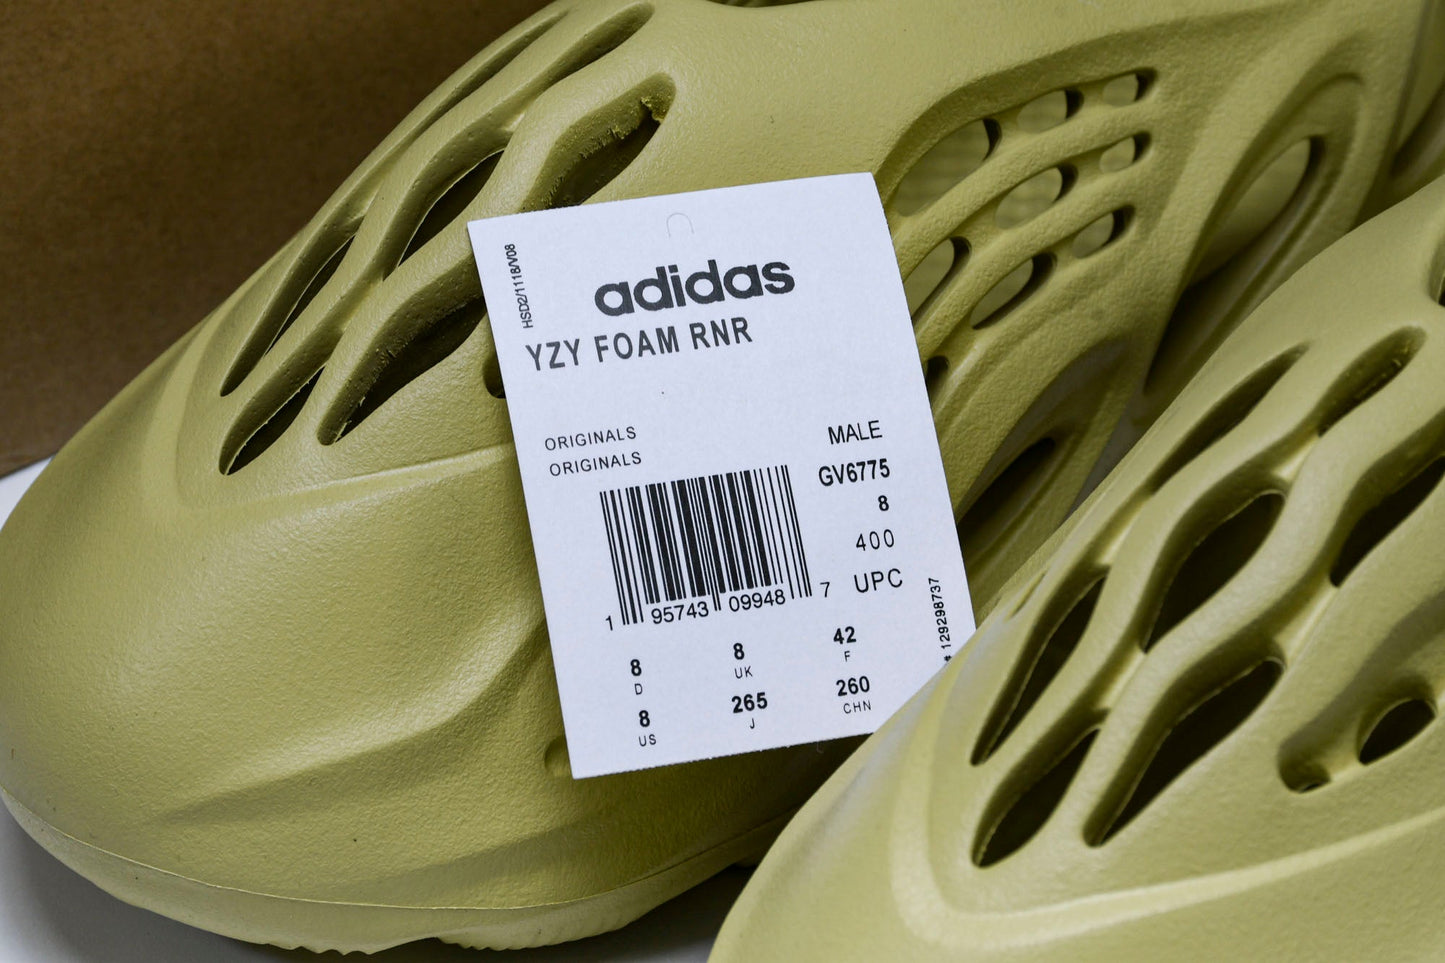 HSD2/1118/V08
adidas
YZY FOAM RNR
ORIGINALS
ORIGINALS
MALE
GV6775
8
400
UPC
1 95743 09948 7
8 8 42
D UK F
8 265 260
US J CHN
# 129298737